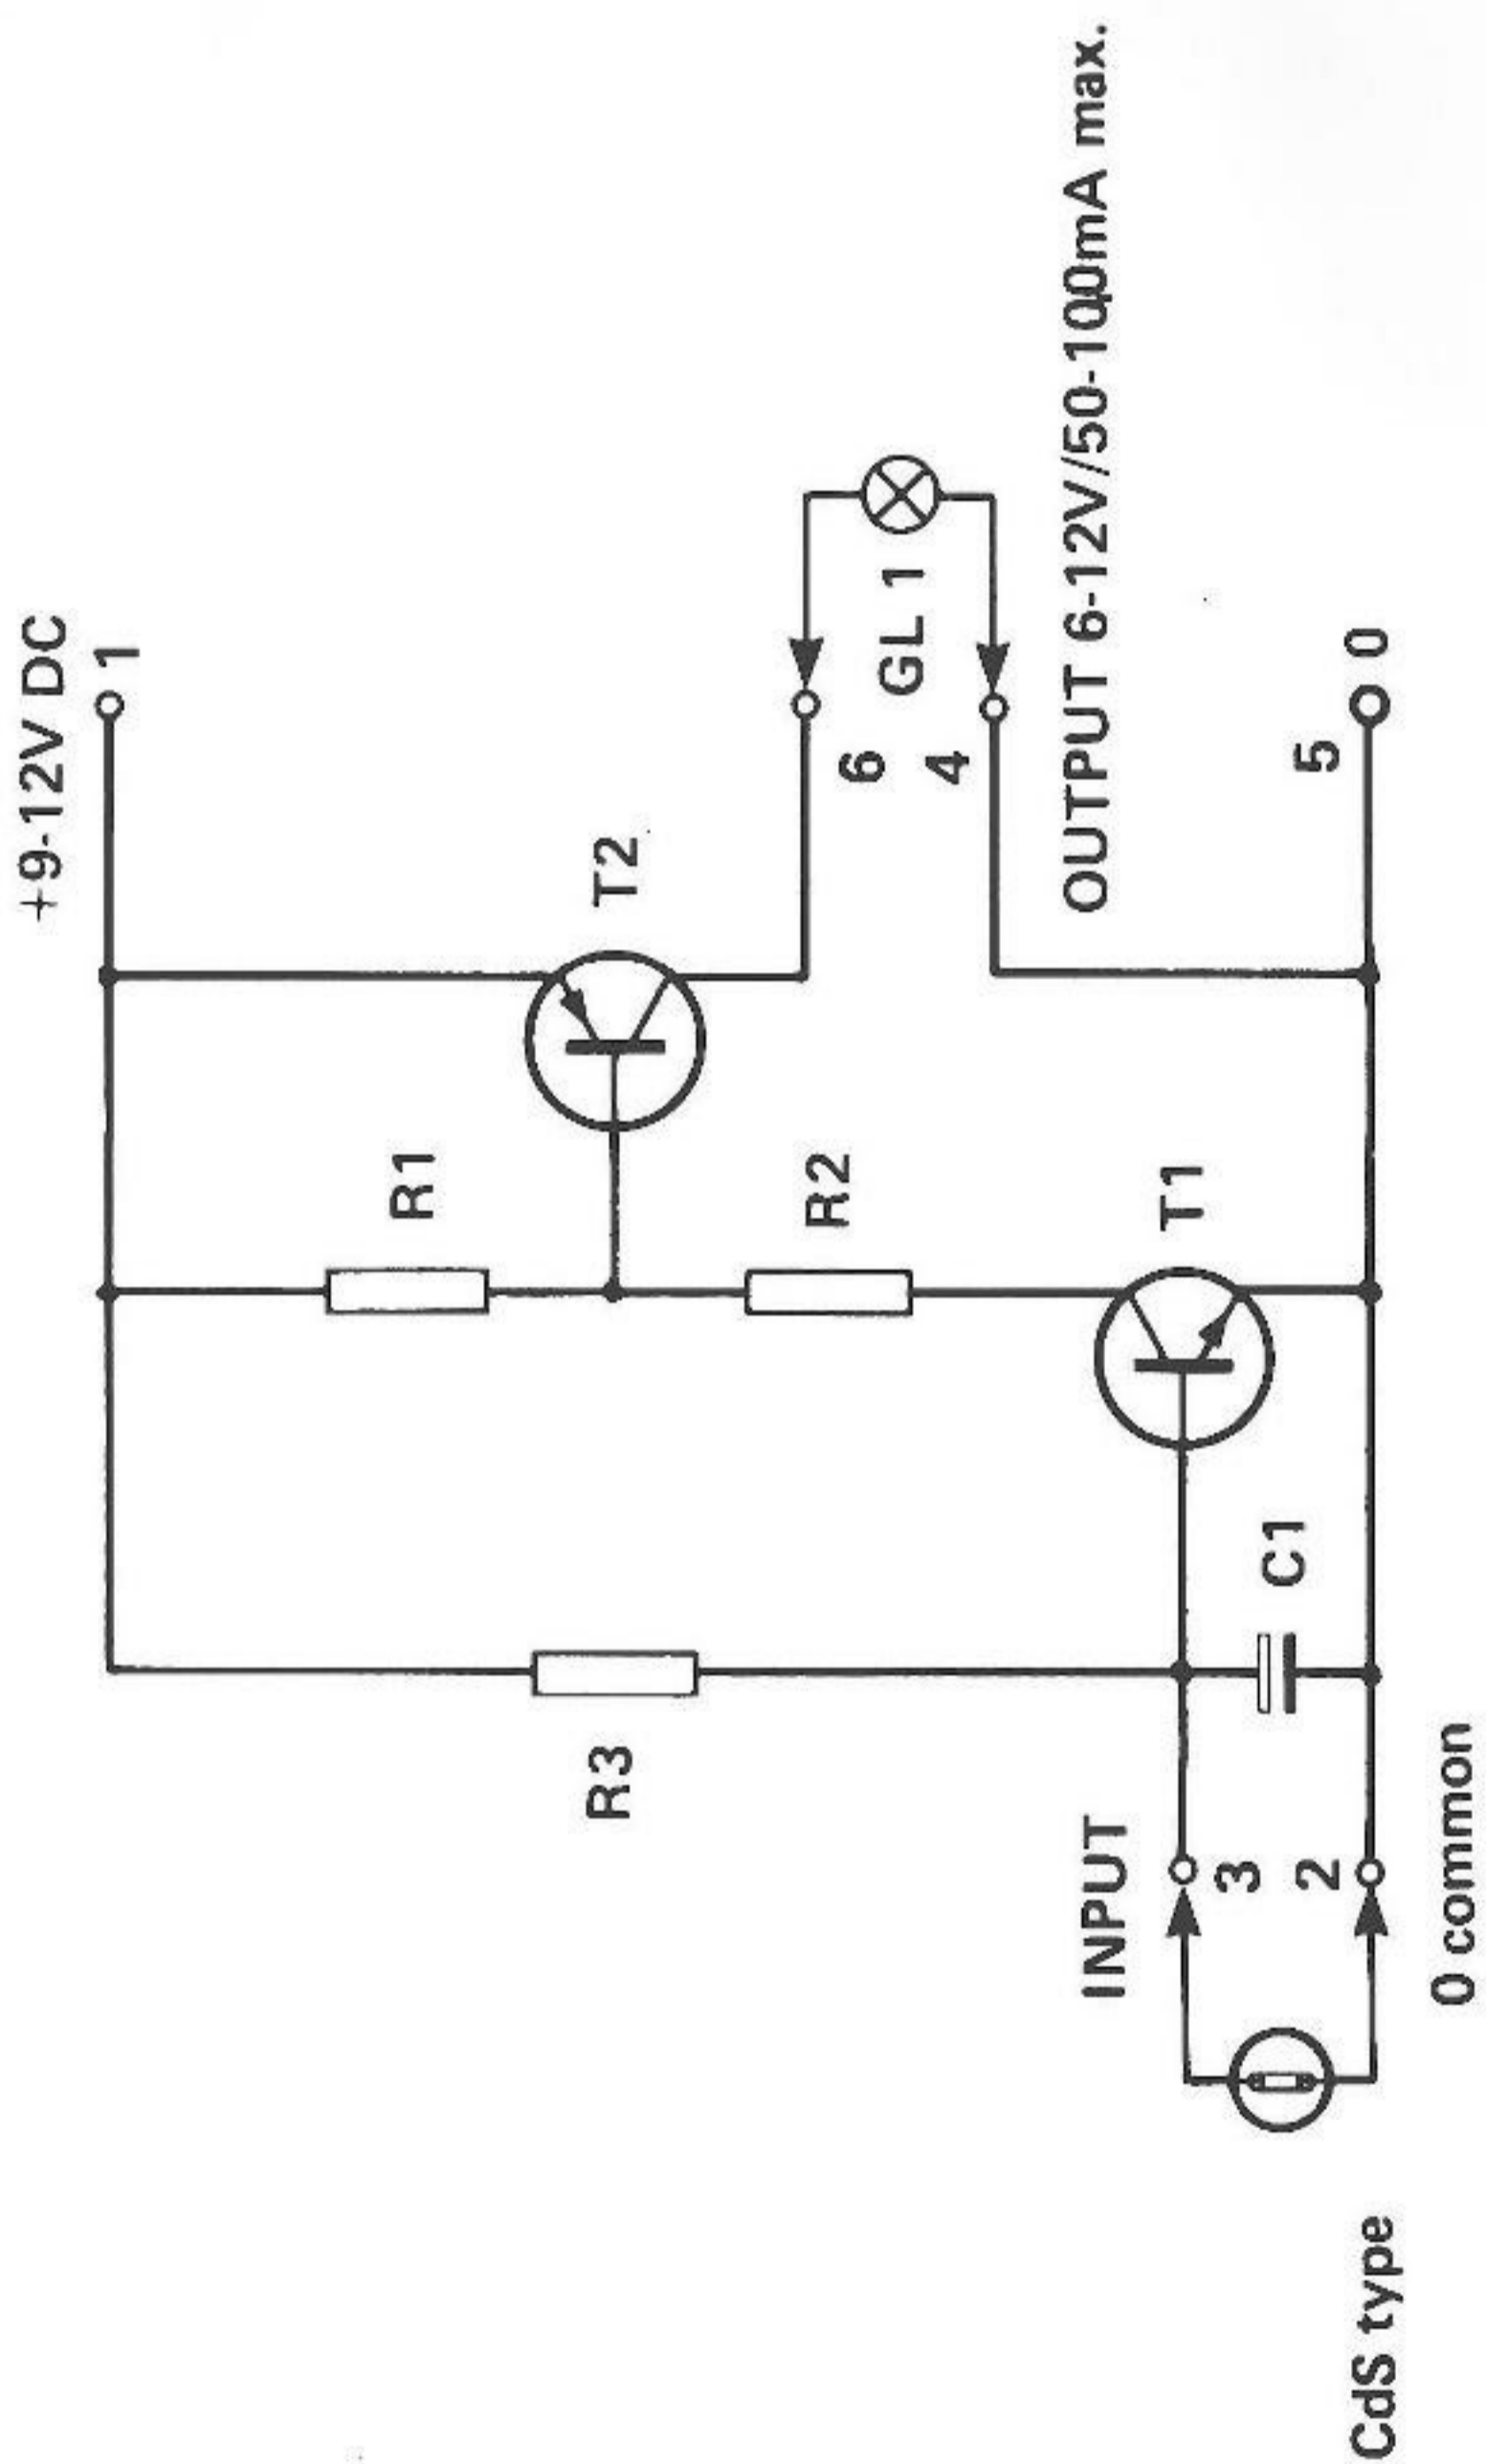 +9-12V DC
1
T2
R1
R2
R3
T1
C1
6
GL 1
4
OUTPUT 6-12V/50-100mA max.
INPUT
3
2
5
0
0 common
CdS type